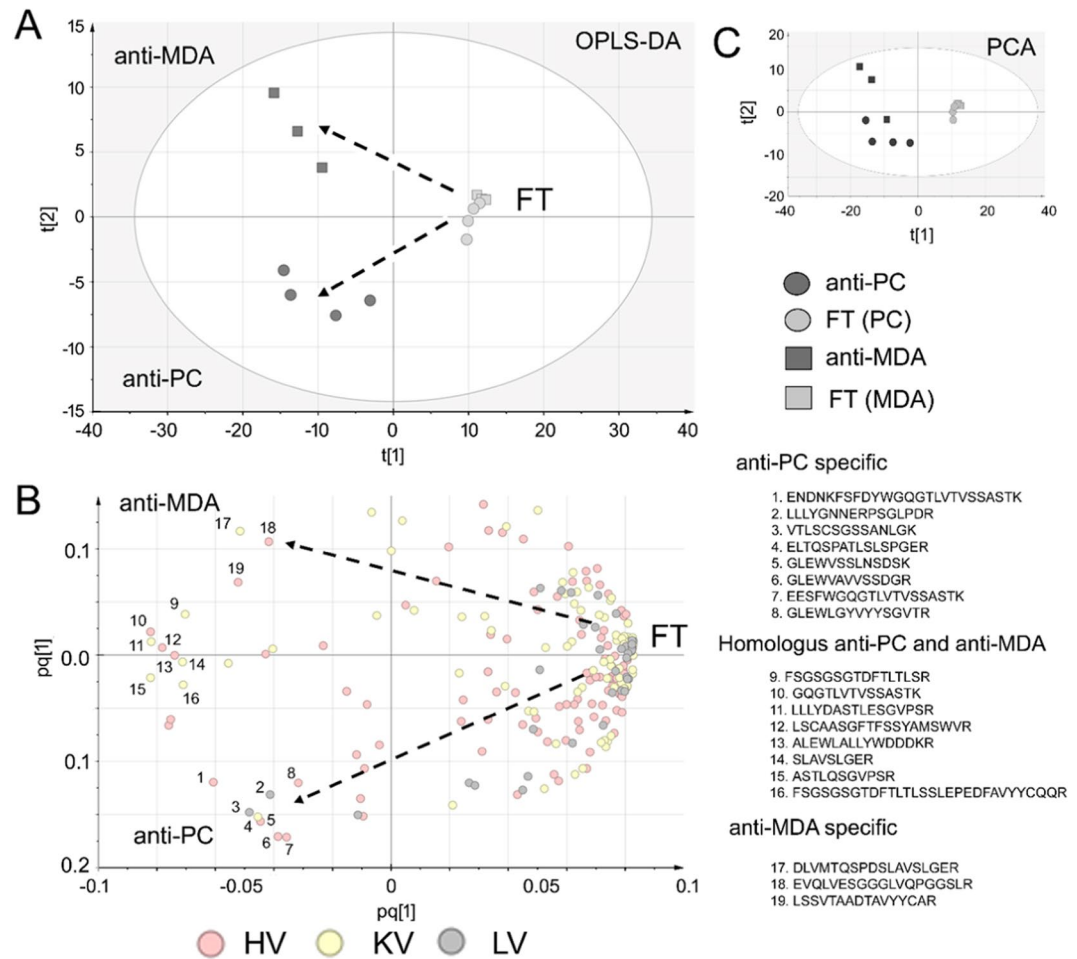 A
15
10
5
0
-5
-10
-15
t[2]
anti-MDA
OPLS-DA
FT
anti-PC
-40
-30
-20
-10
0
10
20
30
40
t[1]
C
20
10
0
-10
-20
t[2]
PCA
-40
-20
0
20
40
t[1]
anti-PC
FT (PC)
anti-MDA
FT (MDA)
B
anti-MDA
0.1
0.0
0.1
0.2
pq[1]
17
18
19
9
10
11
12
13
14
15
16
1
2
3
4
5
6
7
8
FT
anti-PC
-0.1
-0.05
0
0.05
0.1
pq[1]
HV
KV
LV
anti-PC specific
1. ENDNKFSFDYWGQGTLVTVSSASTK
2. LLLYGNNERPSGLPDR
3. VTLSCSGSSANLGK
4. ELTQSPATLSLSPGER
5. GLEWVSSLNSDSK
6. GLEWVAVVSSDGR
7. EESFWGQGTLVTVSSASTK
8. GLEWLGYVYYSGVTR
Homologus anti-PC and anti-MDA
9. FSGSGSGTDFTLTLSR
10. GQGTLVTVSSASTK
11. LLLYDASTLESGVPSR
12. LSCAASGFTFSSYAMSWVR
13. ALEWLALLYWDDDKR
14. SLAVSLGER
15. ASTLQSGVPSR
16. FSGSGSGTDFTLTLSSLEPEDFAVYYCQQR
anti-MDA specific
17. DLVMTQSPDSLAVSLGER
18. EVQLVESGGGLVQPGGSLR
19. LSSVTAADTAVYYCAR